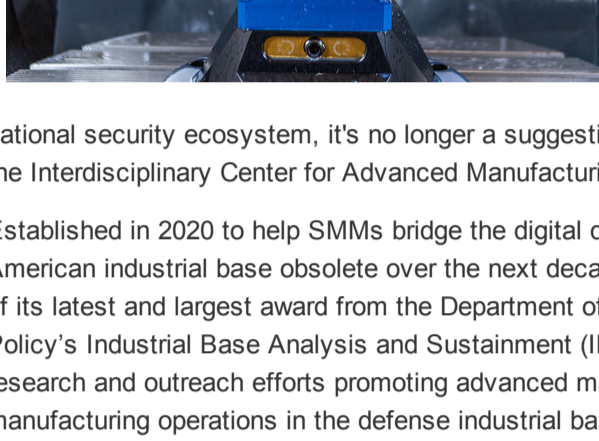 ational security ecosystem, it's no longer a suggesti
he Interdisciplinary Center for Advanced Manufacturi
Established in 2020 to help SMMs bridge the digital d
American industrial base obsolete over the next deca
f its latest and largest award from the Department of
Policy’s Industrial Base Analysis and Sustainment (I
esearch and outreach efforts promoting advanced m
manufacturing operations in the defense industrial ba